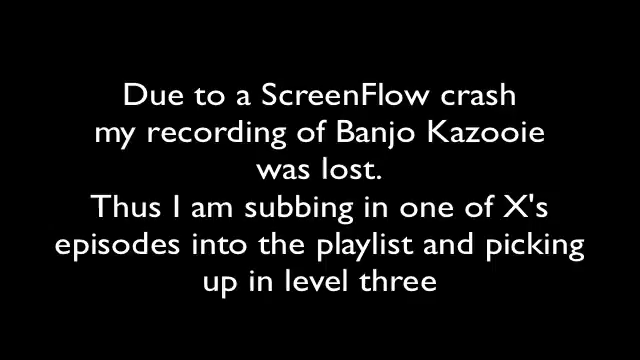 Due to a ScreenFlow crash
my recording of Banjo Kazooie
was lost.
Thus I am subbing in one of X's
episodes into the playlist and picking
up in level three